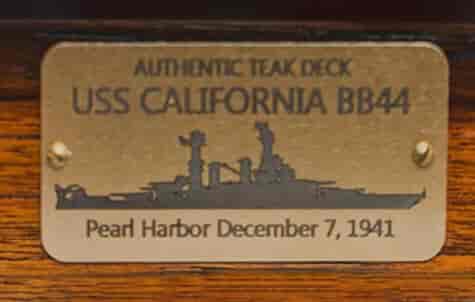 AUTHENTIC TEAK DECK
USS CALIFORNIA BB44
Pearl Harbor December 7, 1941